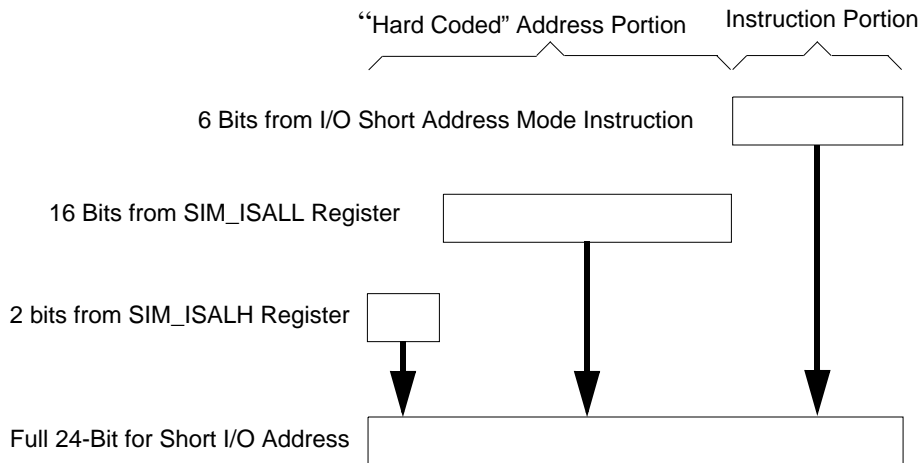 “Hard Coded” Address Portion
Instruction Portion
6 Bits from I/O Short Address Mode Instruction
16 Bits from SIM_ISALL Register
2 bits from SIM_ISALH Register
Full 24-Bit for Short I/O Address